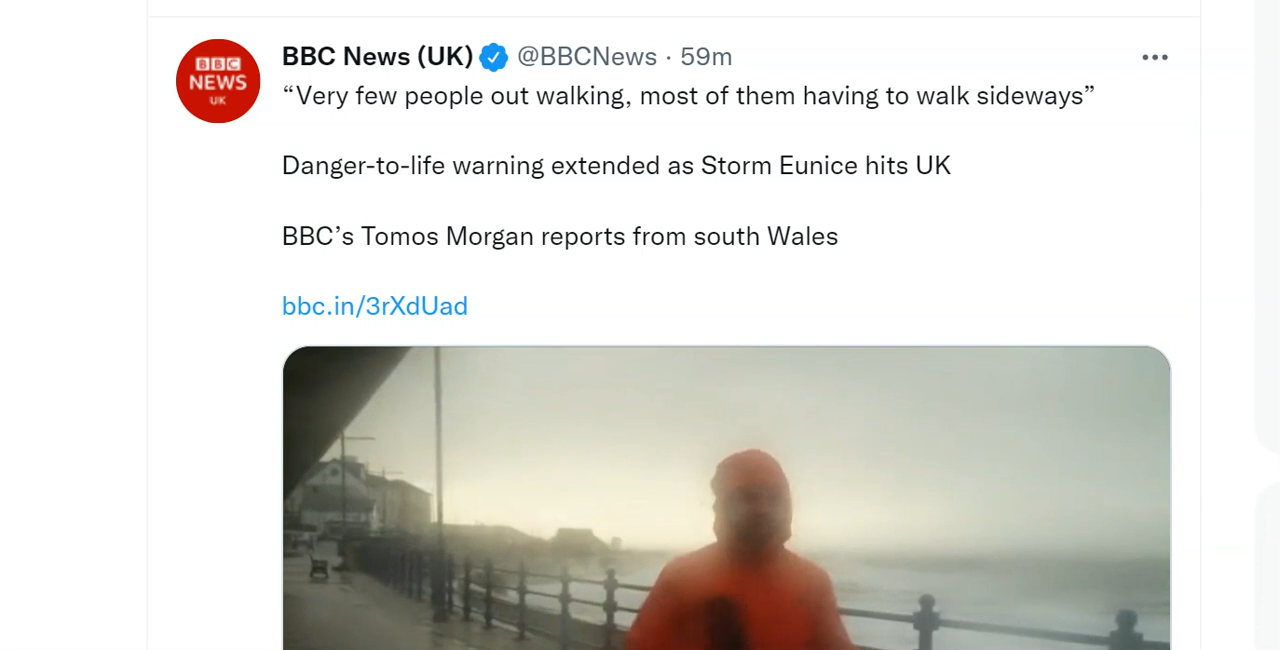 BBC
NEWS
UK
BBC News (UK) @BBCNews · 59m
“Very few people out walking, most of them having to walk sideways”
Danger-to-life warning extended as Storm Eunice hits UK
BBC’s Tomos Morgan reports from south Wales
bbc.in/3rXdUad